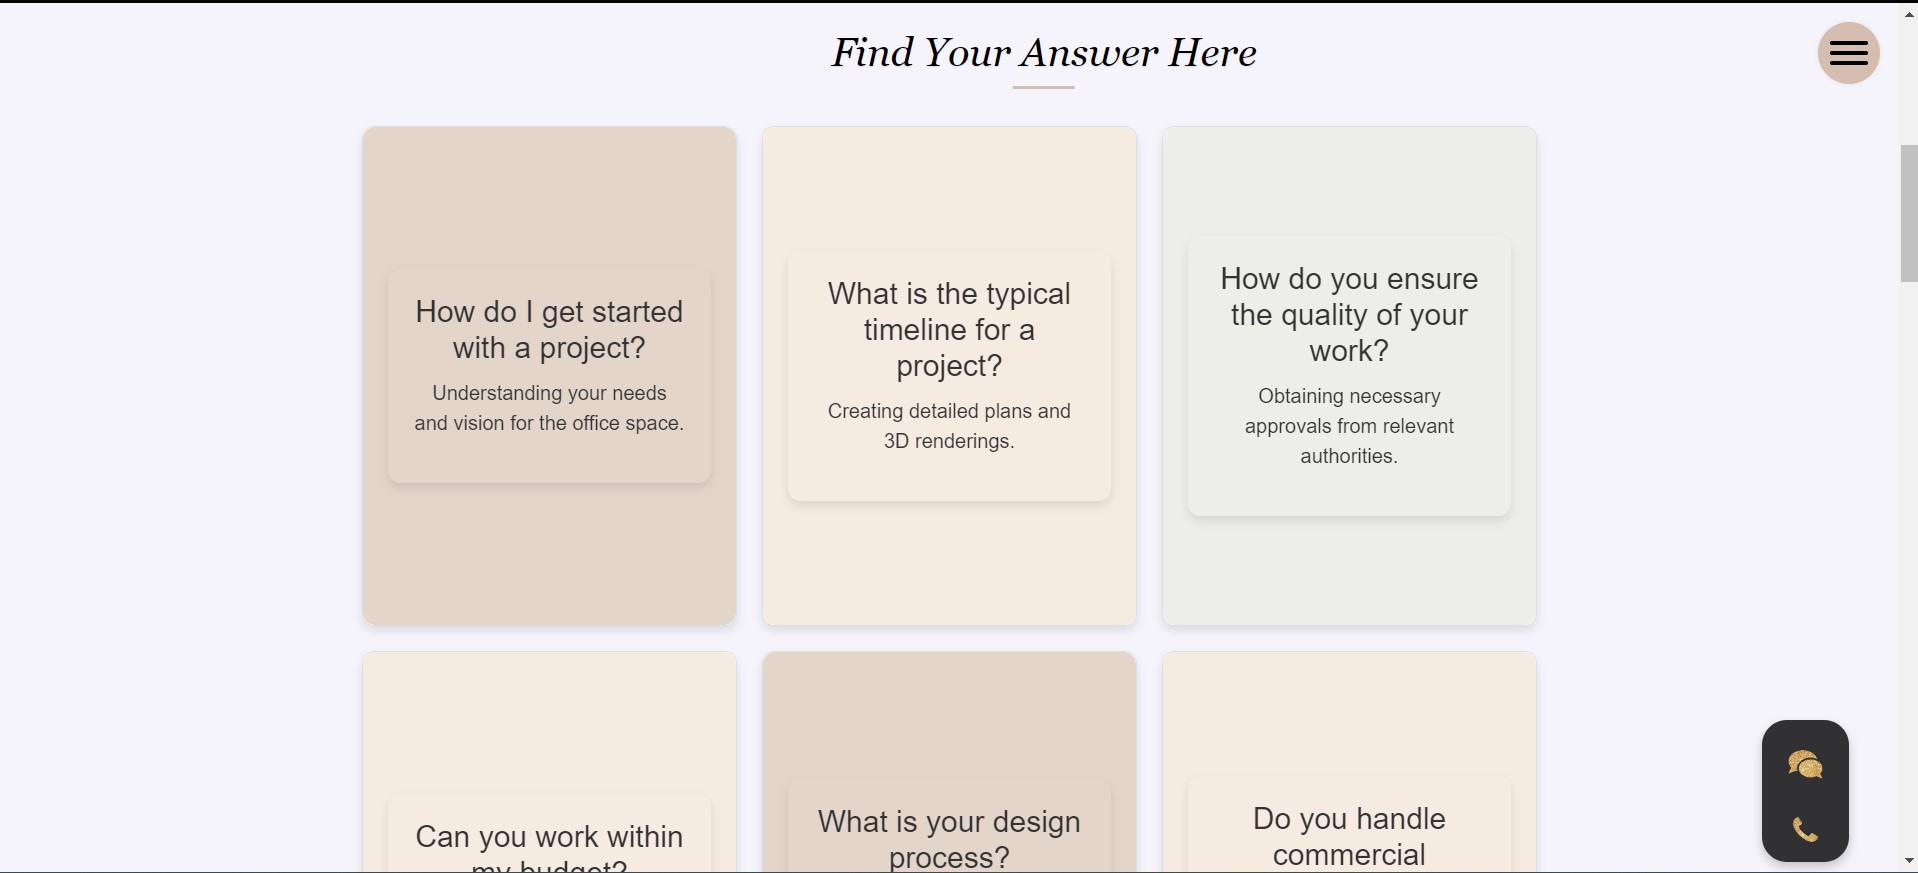 Find Your Answer Here
How do I get started
with a project?
Understanding your needs
and vision for the office space.
What is the typical
timeline for a
project?
Creating detailed plans and
3D renderings.
How do you ensure
the quality of your
work?
Obtaining necessary
approvals from relevant
authorities.
Can you work within
my budget?
What is your design
process?
Do you handle
commercial